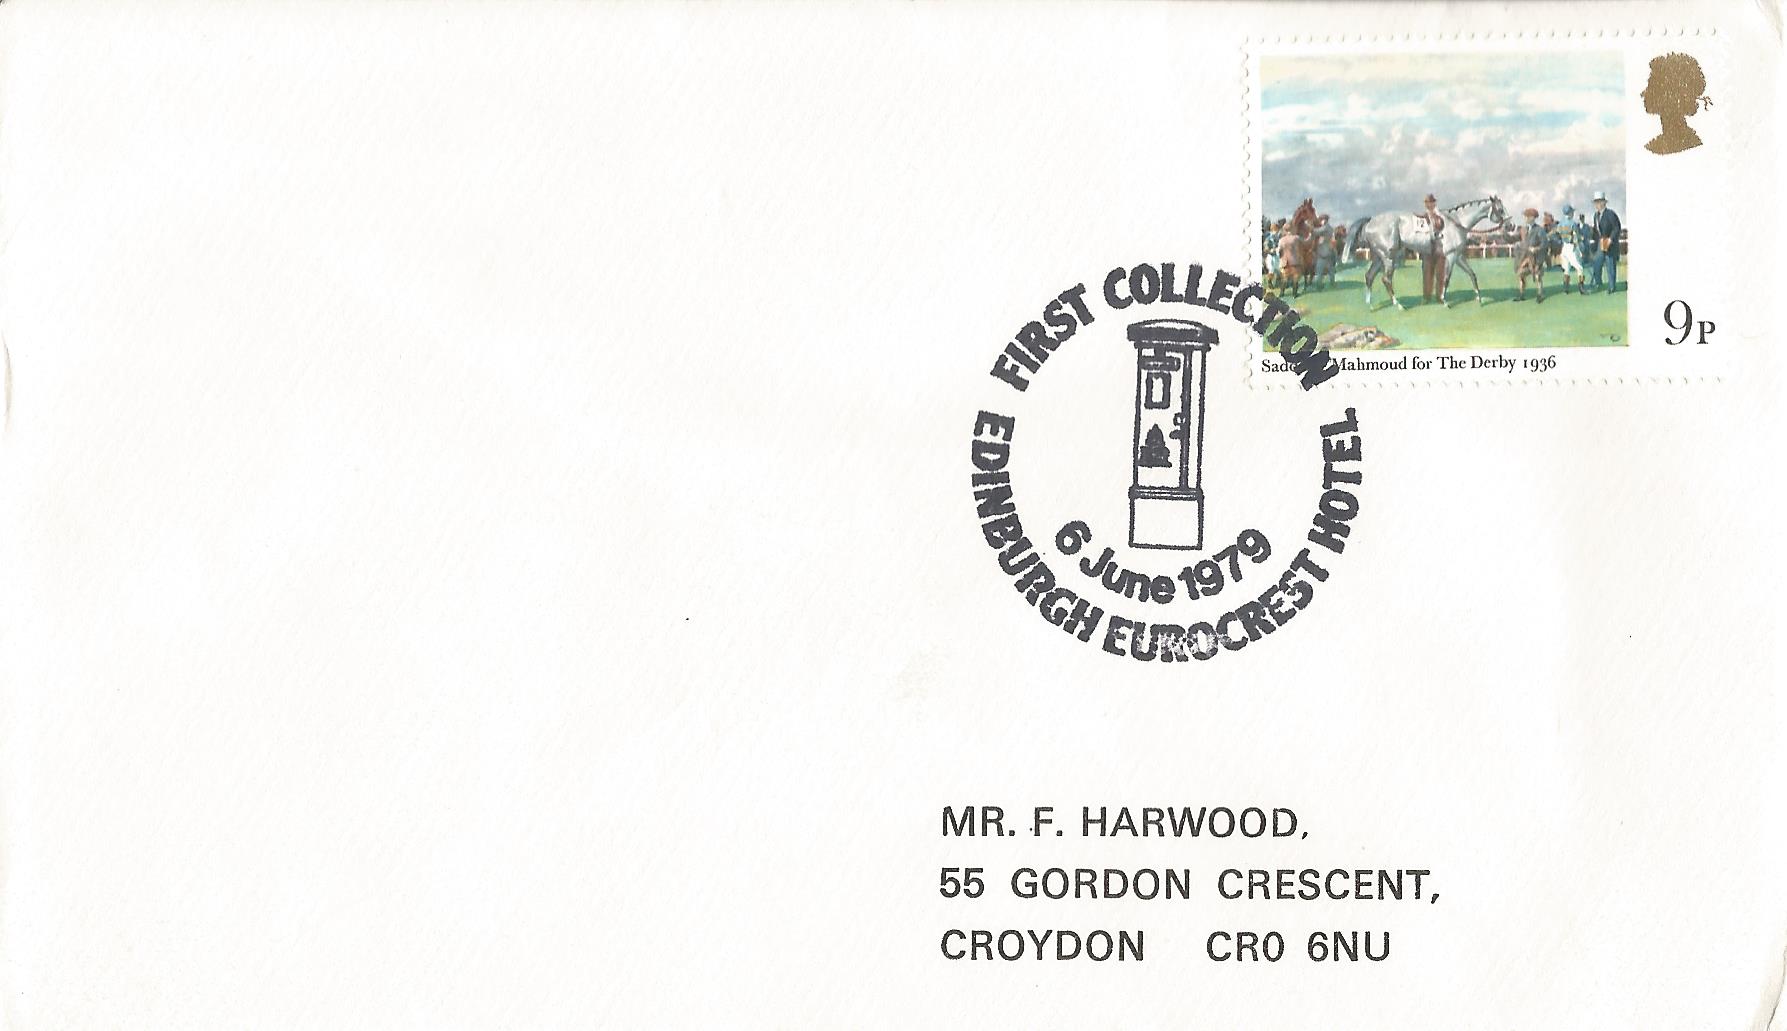 9P
Mahmoud for The Derby 1936
FIRST COLLECTION
6 June 1979
EDINBURGH EUROCREST HOTEL
MR. F. HARWOOD,
55 GORDON CRESCENT,
CROYDON CR0 6NU